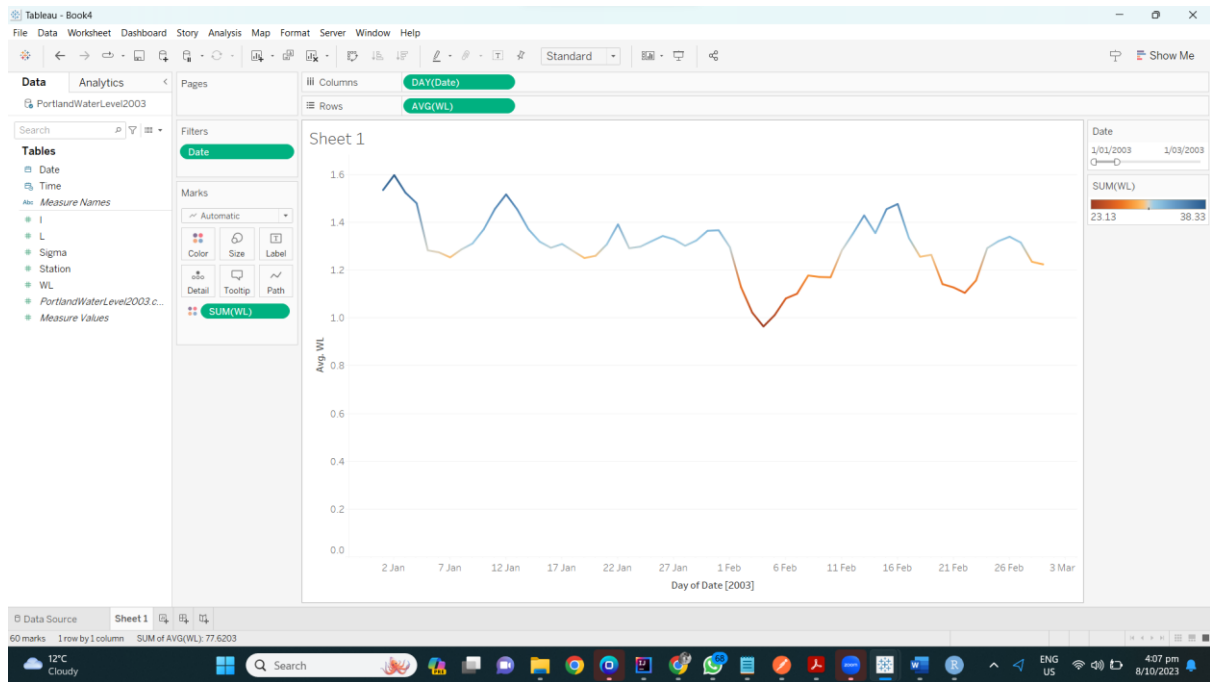 Tableau - Book4
File Data Worksheet Dashboard Story Analysis Map Format Server Window Help
Standard
Show Me
Data Analytics
PortlandWaterLevel2003
Search
Tables
Date
Time
Abc Measure Names
I
L
Sigma
Station
WL
PortlandWaterLevel2003.c...
Measure Values
Pages
Filters
Date
Marks
Automatic
Color Size Label
Detail Tooltip Path
SUM(WL)
Columns DAY(Date)
Rows AVG(WL)
Sheet 1
1.6
1.4
1.2
1.0
0.8
0.6
0.4
0.2
0.0
Avg. WL
2 Jan 7 Jan 12 Jan 17 Jan 22 Jan 27 Jan 1 Feb 6 Feb 11 Feb 16 Feb 21 Feb 26 Feb 3 Mar
Day of Date [2003]
Date
1/01/2003 1/03/2003
SUM(WL)
23.13 38.33
Data Source Sheet 1
60 marks 1 row by 1 column SUM of AVG(WL): 77.6203
12°C
Cloudy
Search
ENG
US
4:07 pm
8/10/2023